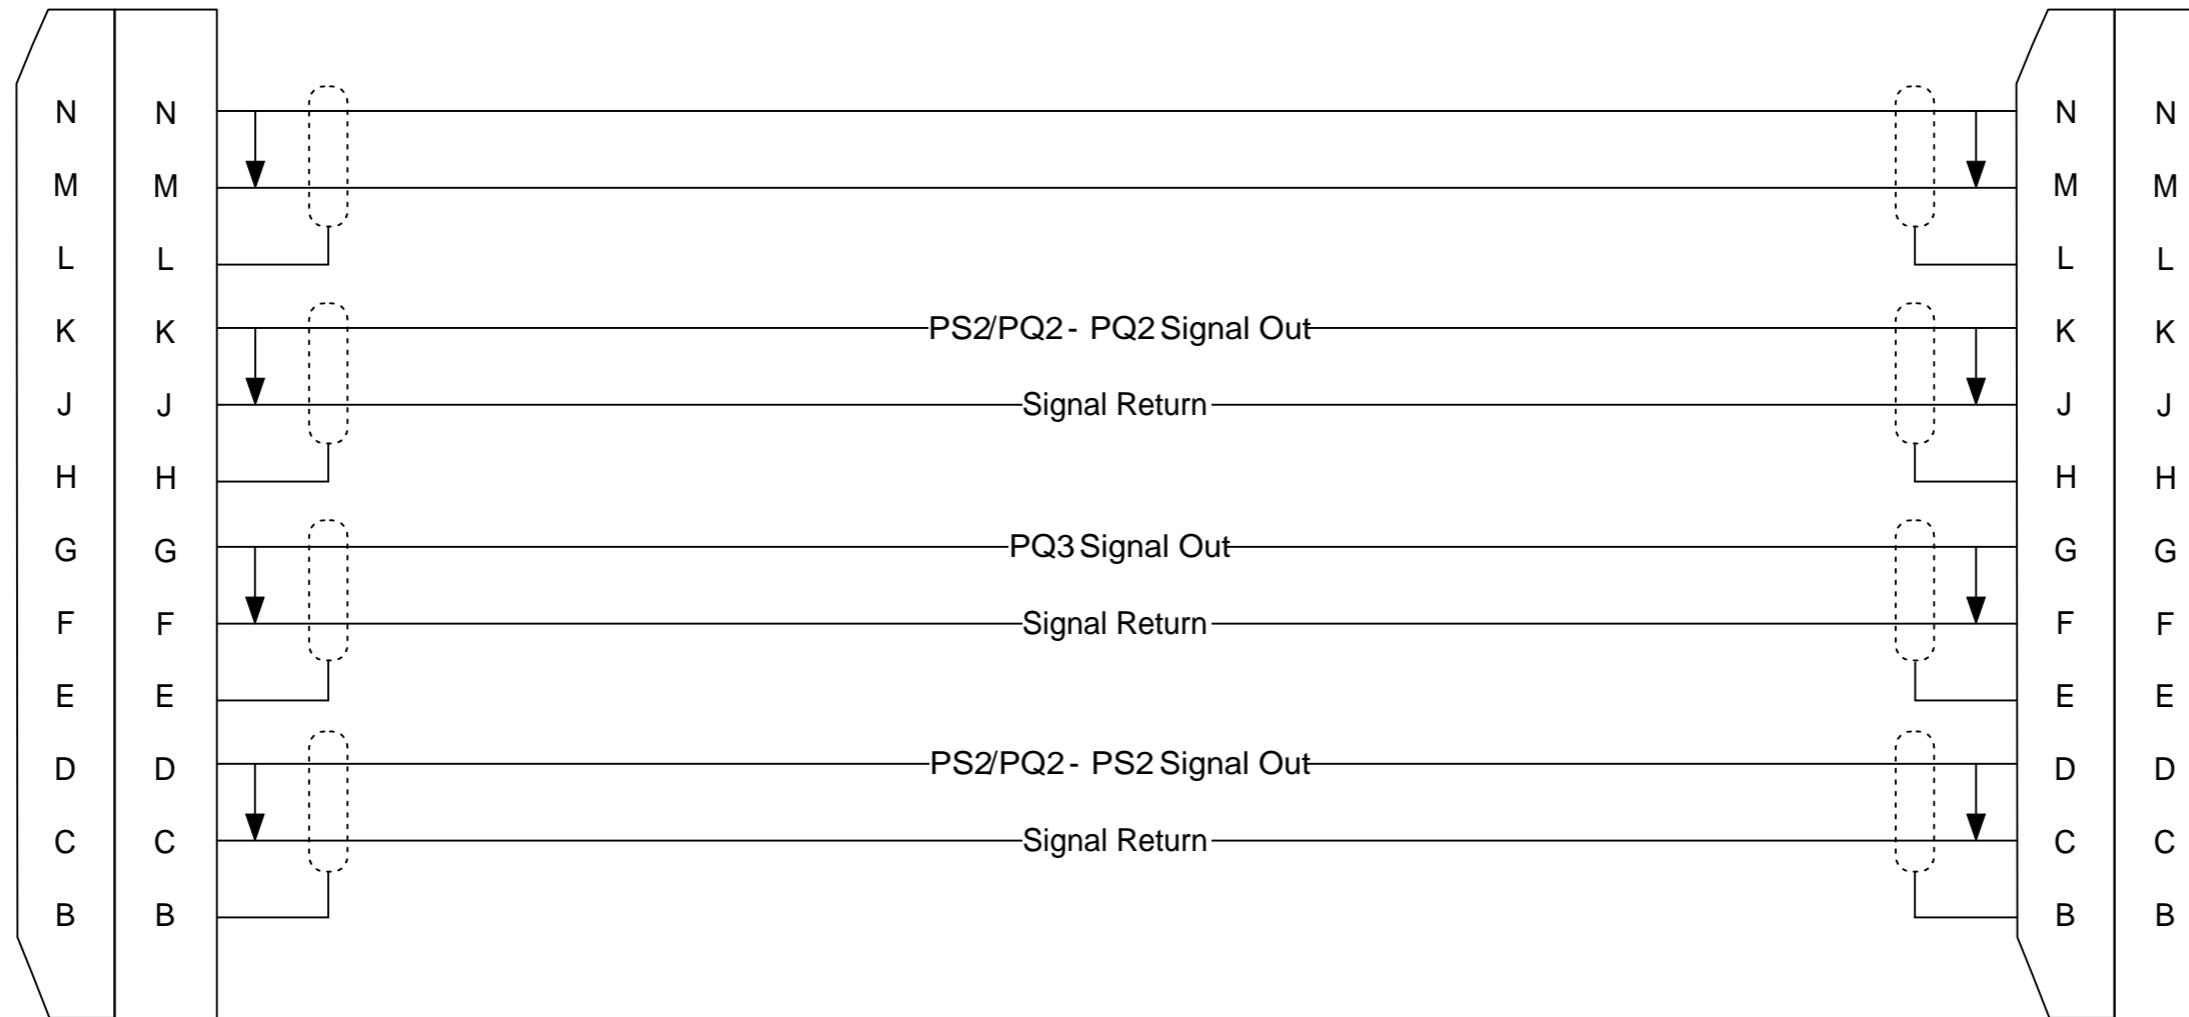 N N N N
M M M M
L L L L
K K PS2/PQ2 - PQ2 Signal Out K K
J J Signal Return J J
H H H H
G G PQ3 Signal Out G G
F F Signal Return F F
E E E E
D D PS2/PQ2 - PS2 Signal Out D D
C C Signal Return C C
B B B B